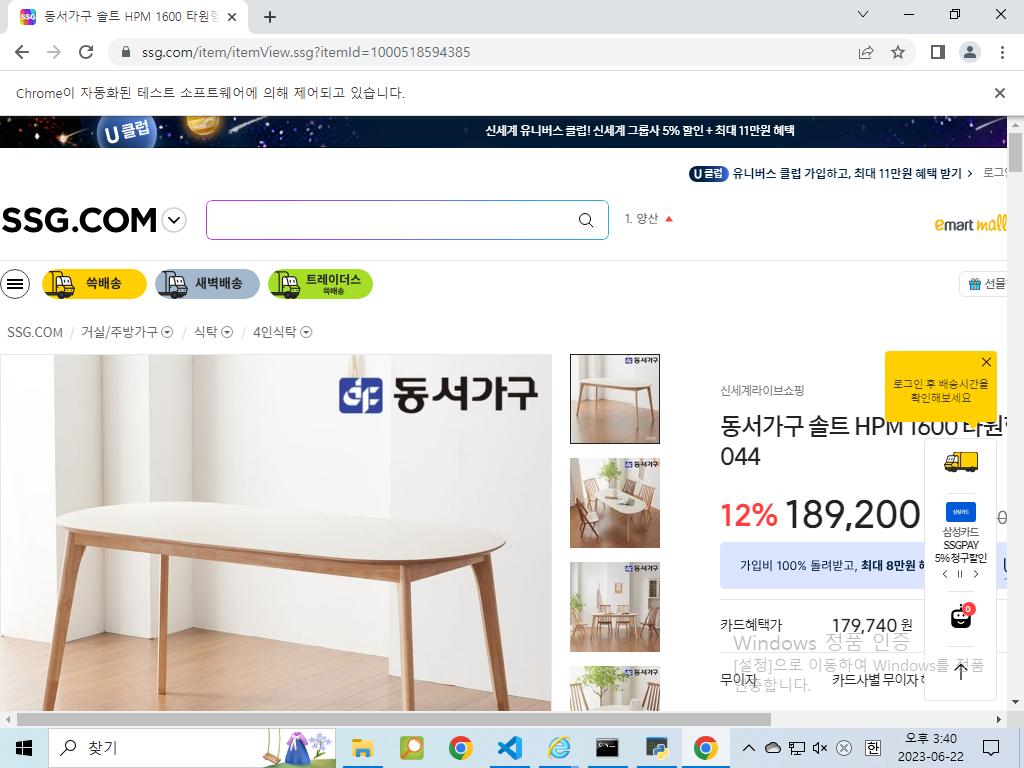 동서가구 솔트 HPM 1600 타원형
ssg.com/item/itemView.ssg?itemId=1000518594385
Chrome이 자동화된 테스트 소프트웨어에 의해 제어되고 있습니다.
U 클럽
신세계 유니버스 클럽! 신세계 그룹사 5% 할인 + 최대 11만원 혜택
U 클럽 유니버스 클럽 가입하고, 최대 11만원 혜택 받기 >
SSG.COM
1. 양산
emart mall
쓱배송
새벽배송
트레이더스
쓱배송
선물
SSG.COM / 거실/주방가구 / 식탁 / 4인식탁
동서가구
로그인 후 배송시간을
확인해보세요
신세계라이브쇼핑
동서가구 솔트 HPM 1600 타원형
044
12% 189,200
삼성카드
삼성카드
SSGPAY
5% 청구할인
가입비 100% 돌려받고, 최대 8만원
0
카드혜택가 179,740 원
Windows 정품 인증
[설정]으로 이동하여 Windows를 정품
인증합니다.
무이자 카드사별 무이자
찾기
한
오후 3:40
2023-06-22